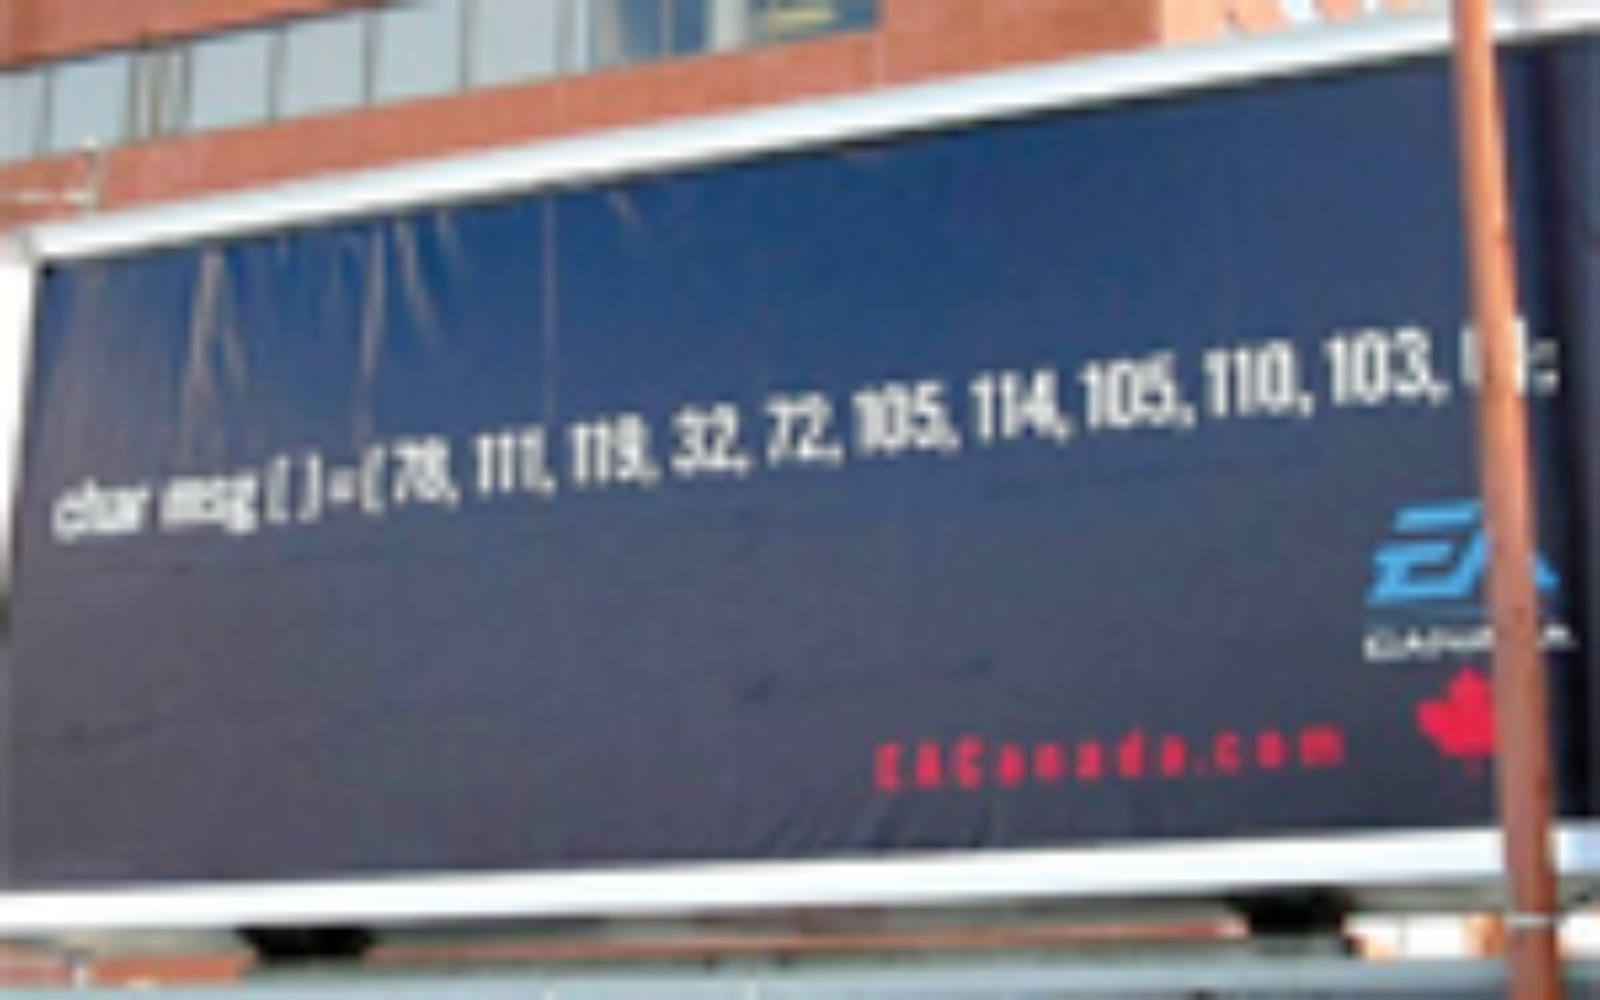 char msg [ ]={78, 111, 119, 32, 72, 105, 114, 105, 110, 103, };
EA
CANADA
EACanada.com